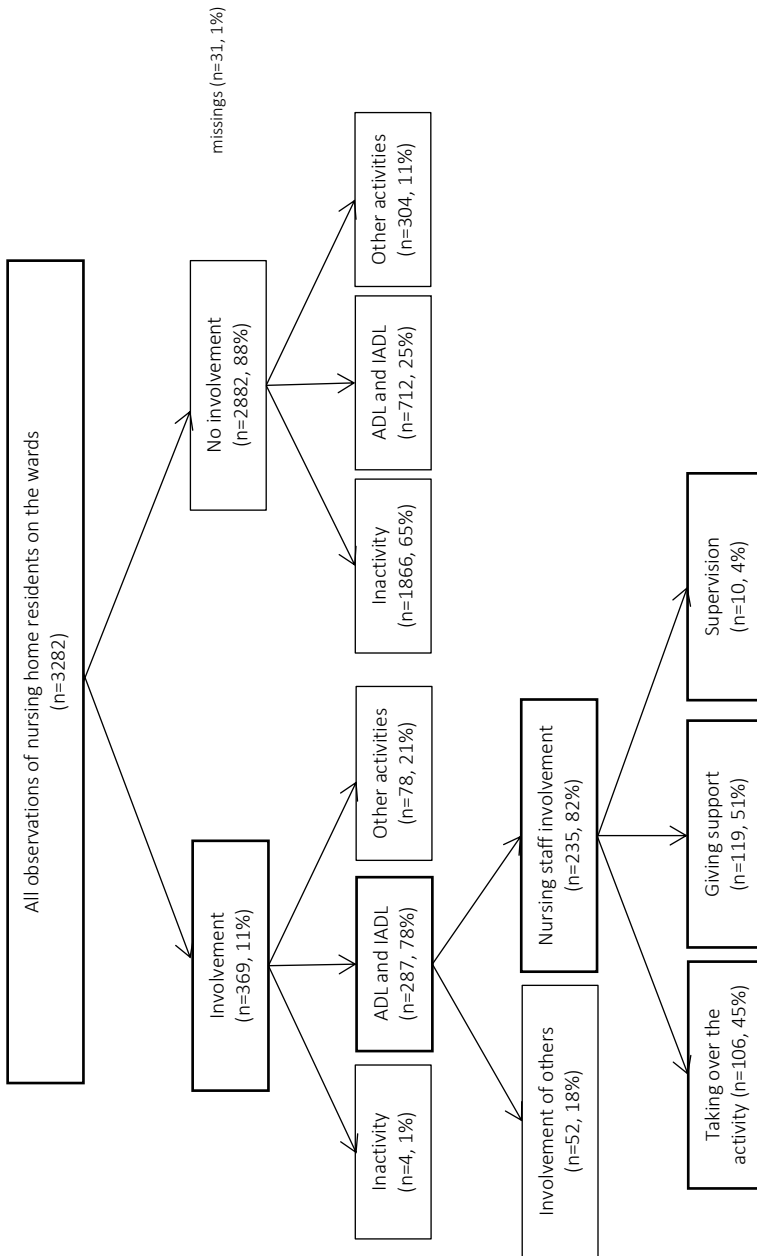 All observations of nursing home residents on the wards
(n=3282)
Involvement
(n=369, 11%)
No involvement
(n=2882, 88%)
missings (n=31, 1%)
Inactivity
(n=4, 1%)
ADL and IADL
(n=287, 78%)
Other activities
(n=78, 21%)
Inactivity
(n=1866, 65%)
ADL and IADL
(n=712, 25%)
Other activities
(n=304, 11%)
Involvement of others
(n=52, 18%)
Nursing staff involvement
(n=235, 82%)
Taking over the
activity (n=106, 45%)
Giving support
(n=119, 51%)
Supervision
(n=10, 4%)